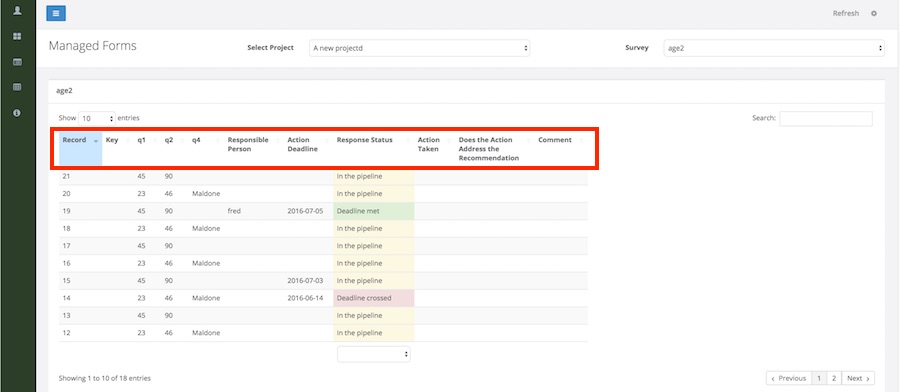 Refresh
Managed Forms Select Project A new projectd Survey age2
age2
Show 10 entries Search:
Record Key q1 q2 q4 Responsible Person Action Deadline Response Status Action Taken Does the Action Address the Recommendation Comment
21 45 90 In the pipeline
20 23 46 Maldone In the pipeline
19 45 90 fred 2016-07-05 Deadline met
18 23 46 Maldone In the pipeline
17 45 90 In the pipeline
16 23 46 Maldone In the pipeline
15 45 90 2016-07-03 In the pipeline
14 23 46 Maldone 2016-06-14 Deadline crossed
13 45 90 In the pipeline
12 23 46 Maldone In the pipeline
Showing 1 to 10 of 18 entries ‹ Previous 1 2 Next ›